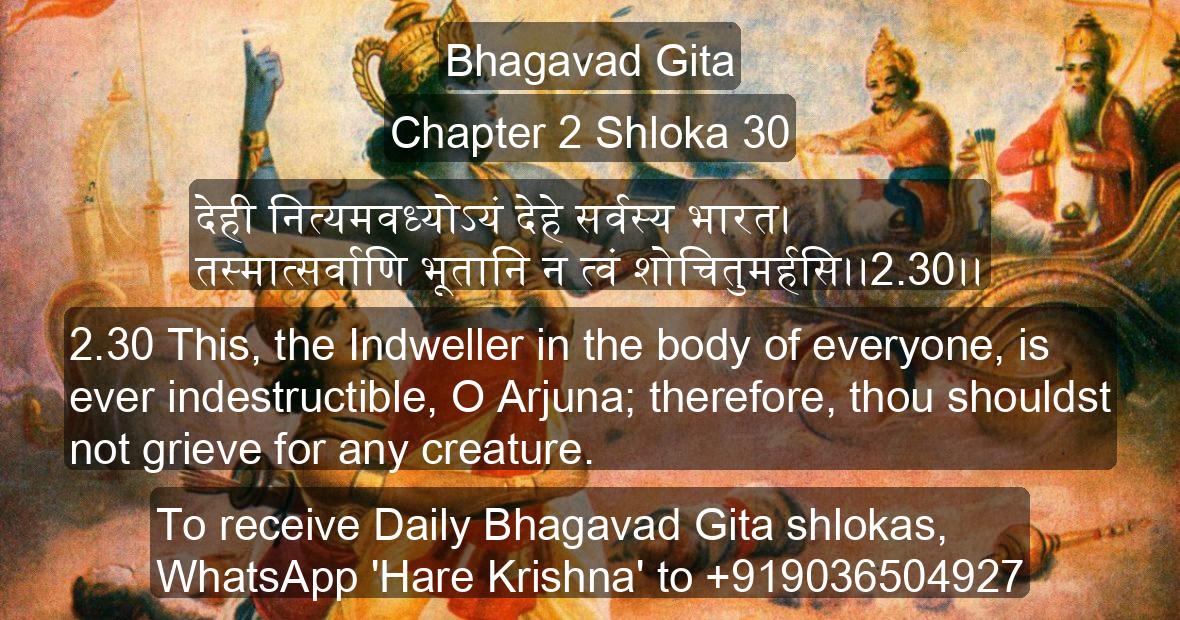 Bhagavad Gita
Chapter 2 Shloka 30
देही नित्यमवध्योऽयं देहे सर्वस्य भारत।
तस्मात्सर्वाणि भूतानि न त्वं शोचितुमर्हसि।।2.30।।
2.30 This, the Indweller in the body of everyone, is
ever indestructible, O Arjuna; therefore, thou shouldst
not grieve for any creature.
To receive Daily Bhagavad Gita shlokas,
WhatsApp 'Hare Krishna' to +919036504927